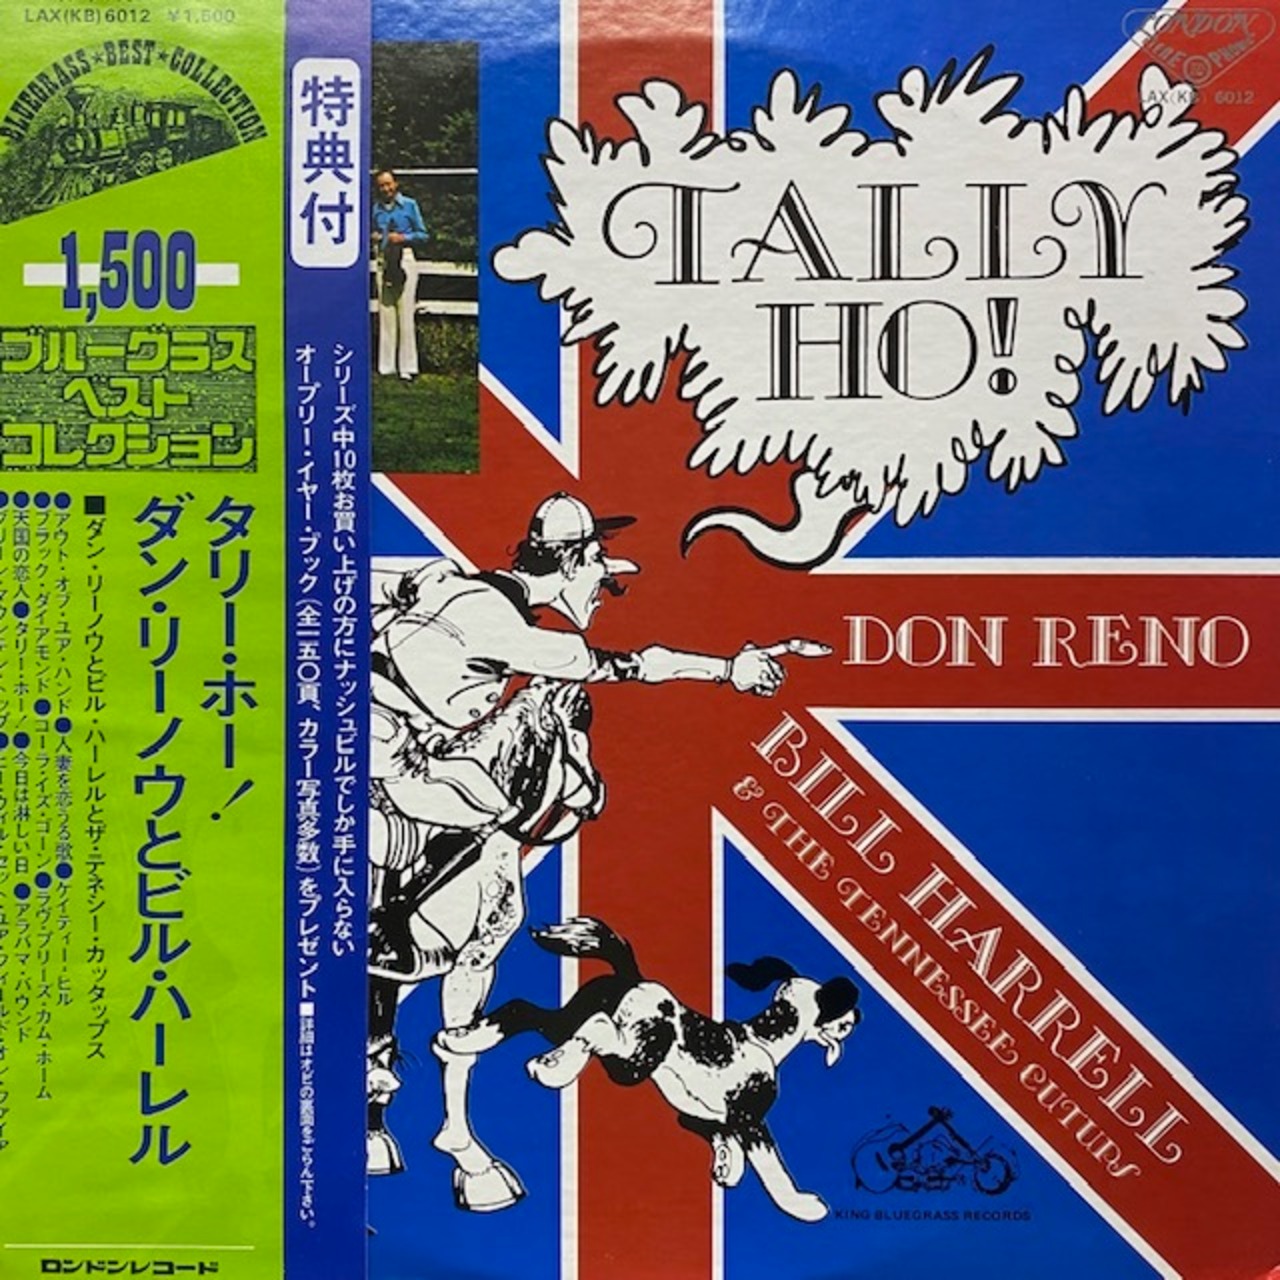 LAX(KB)6012 ¥1,500
BLUEGRASS★BEST★COLLECTION
1,500
ブルーグラス
ベスト
コレクション
タリー・ホー！
ダン・リーノウとビル・ハーレル
■ダン・リーノウとビル・ハーレルとザ・テネシー・カッタップス
●アウト・オブ・ユア・ハンド●人妻を恋うる歌●ケイティー・ヒル
●ブラック・ダイアモンド●コーラ・イズ・ゴーン●ラヴ・プリーズ・カム・ホーム
●天国の恋人●タリー・ホー！●今日は淋しい日●アラバマ・バウンド
ロンドンレコード
特典付
シリーズ中10枚お買い上げの方にナッシュビルでしか手に入らない
オープリー・イヤー・ブック（全一五〇頁、カラー写真多数）をプレゼント■詳細はオビの裏面をごらん下さい。
LONDON
LAX(KB) 6012
TALLY
HO!
DON RENO
BILL HARRELL
& THE TENNESSEE CUTUPS
KING BLUEGRASS RECORDS